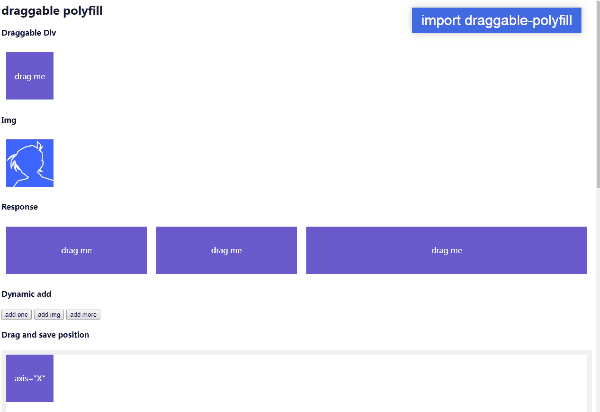 draggable polyfill
import draggable-polyfill
Draggable Div
drag me
Img
Response
drag me drag me drag me
Dynamic add
add one add img add more
Drag and save position
axis="X"